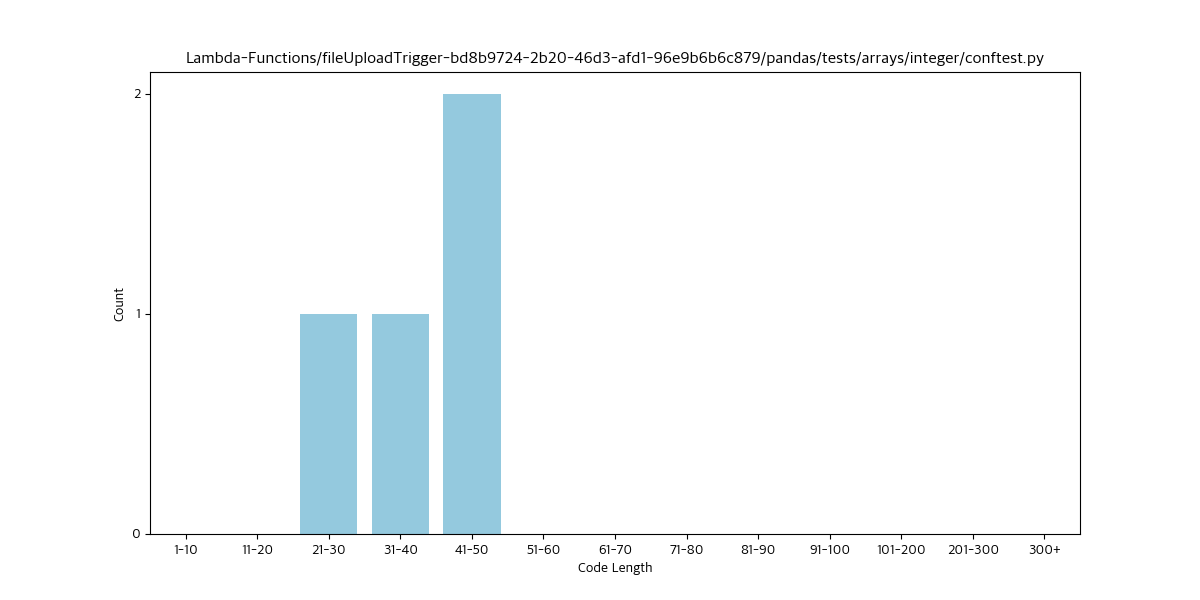 Lambda-Functions/fileUploadTrigger-bd8b9724-2b20-46d3-afd1-96e9b6b6c879/pandas/tests/arrays/integer/conftest.py
2
1
0
Count
1-10 11-20 21-30 31-40 41-50 51-60 61-70 71-80 81-90 91-100 101-200 201-300 300+
Code Length